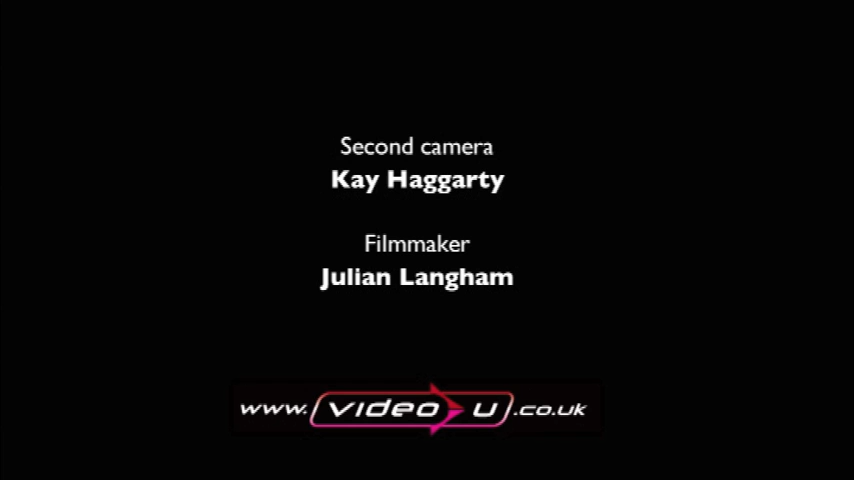 Second camera
Kay Haggarty
Filmmaker
Julian Langham
www.video u.co.uk